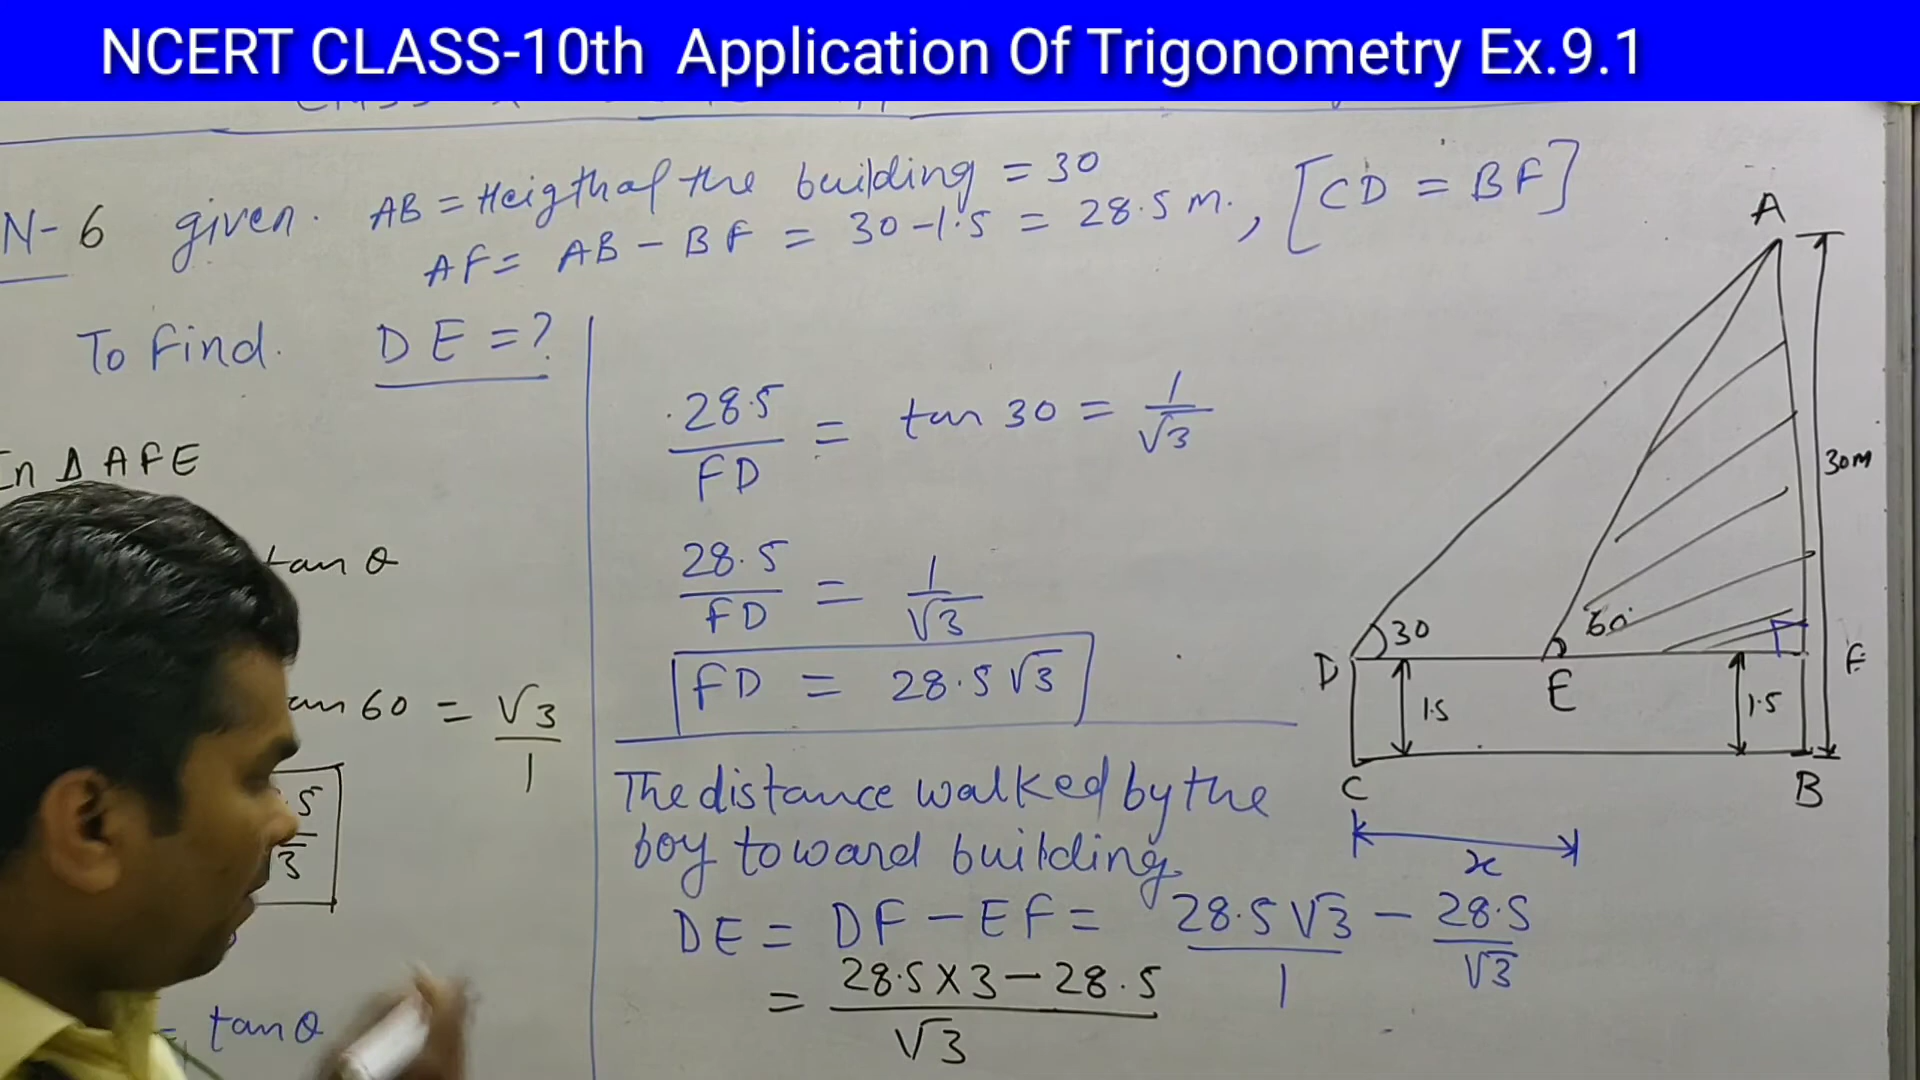 NCERT CLASS-10th Application Of Trigonometry Ex.9.1
N-6 given. AB = Heigth of the building = 30
AF = AB - BF = 30-1.5 = 28.5 m., [CD = BF]
To Find. DE = ?
In Δ AFE
tan θ
an 60 = √3/1
.5
3
= tan θ
28.5/FD = tan 30 = 1/√3
28.5/FD = 1/√3
FD = 28.5√3
The distance walked by the
boy toward building.
DE = DF - EF = 28.5√3/1 - 28.5/√3
= 28.5×3-28.5/√3
A
30m
D 30 E 60° F
1.5 1.5
C B
x